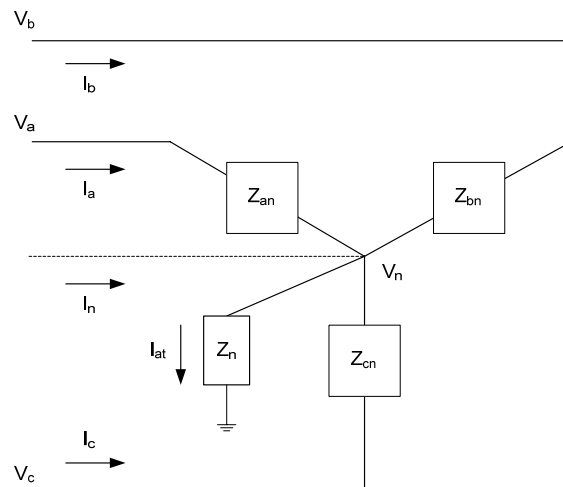 V_b
I_b
V_a
I_a
Z_an
Z_bn
V_n
I_n
I_at
Z_n
Z_cn
I_c
V_c